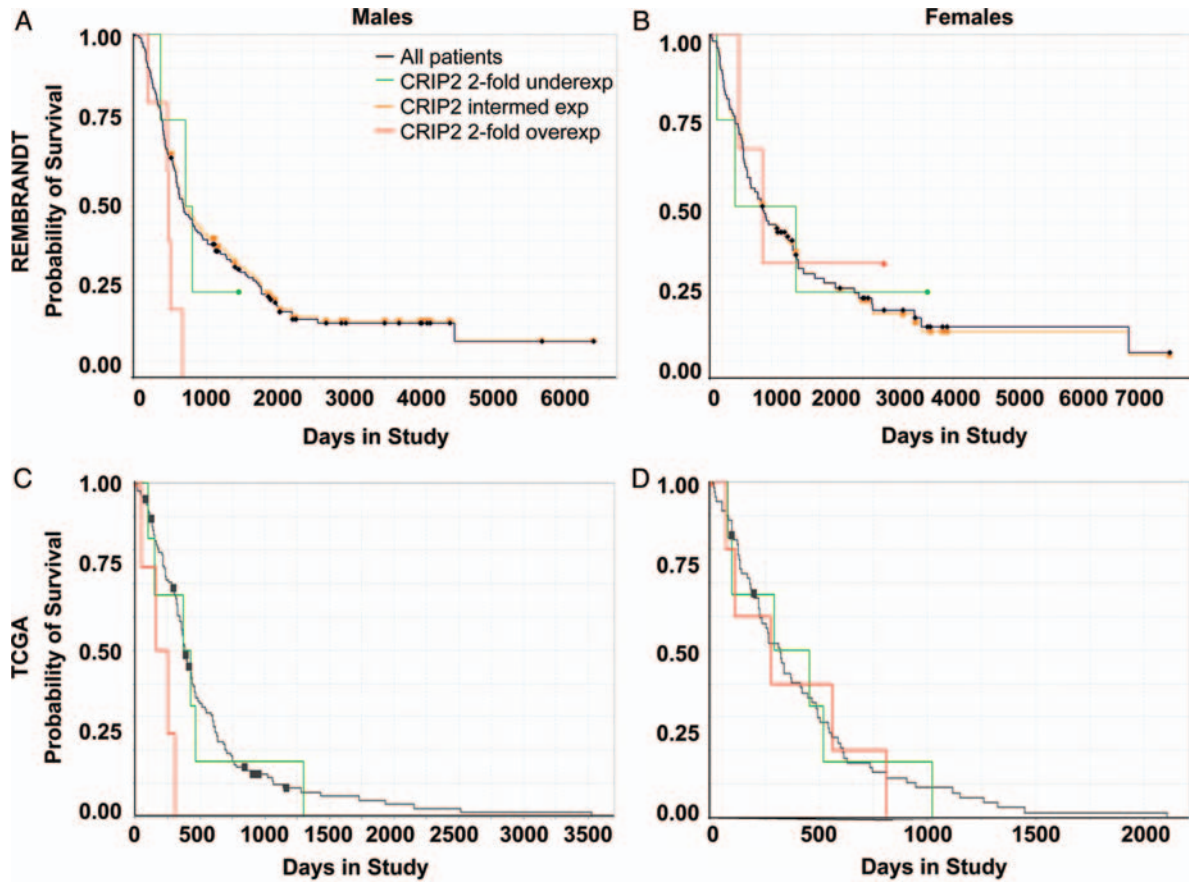 A
Males
B
Females
REMBRANDT
Probability of Survival
1.00
0.75
0.50
0.25
0.00
All patients
CRIP2 2-fold underexp
CRIP2 intermed exp
CRIP2 2-fold overexp
0 1000 2000 3000 4000 5000 6000
Days in Study
1.00
0.75
0.50
0.25
0.00
0 1000 2000 3000 4000 5000 6000 7000
Days in Study
C
TCGA
Probability of Survival
1.00
0.75
0.50
0.25
0.00
0 500 1000 1500 2000 2500 3000 3500
Days in Study
D
1.00
0.75
0.50
0.25
0.00
0 500 1000 1500 2000
Days in Study